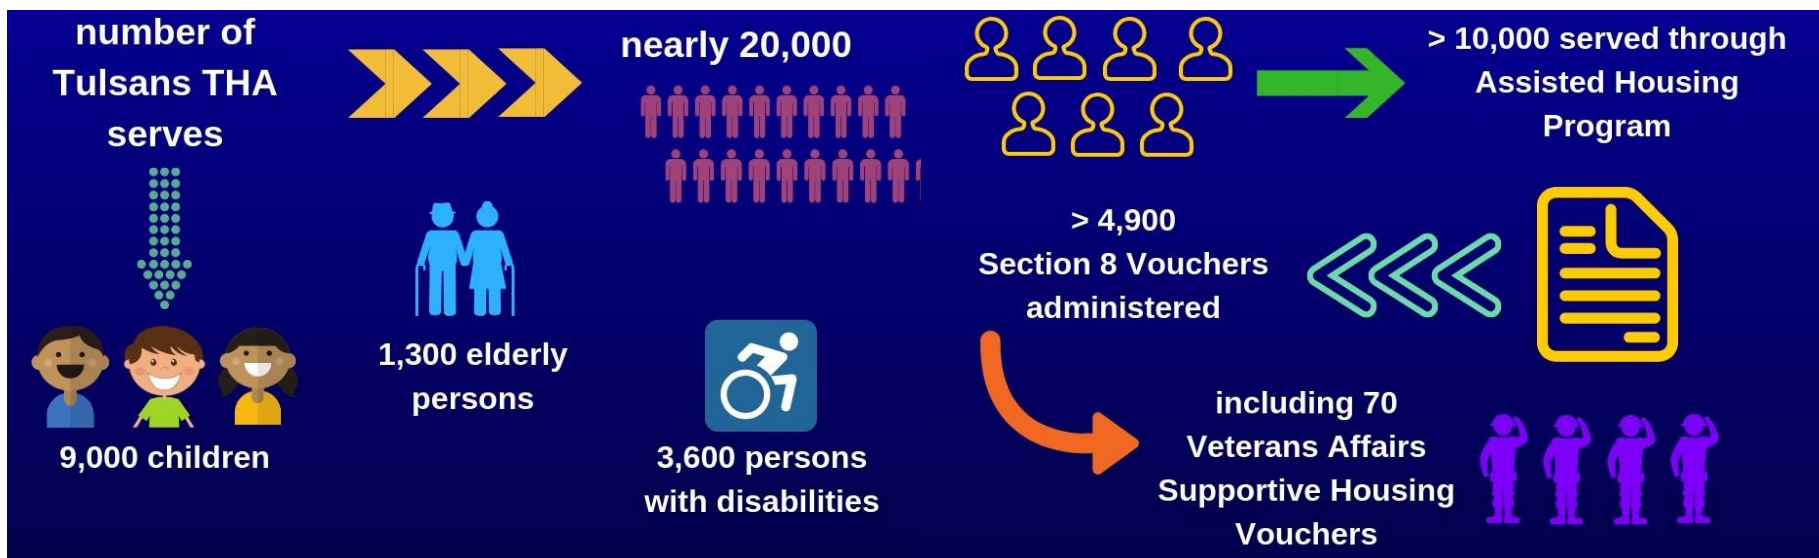 number of
Tulsans THA
serves
nearly 20,000
9,000 children
1,300 elderly
persons
3,600 persons
with disabilities
> 10,000 served through
Assisted Housing
Program
> 4,900
Section 8 Vouchers
administered
including 70
Veterans Affairs
Supportive Housing
Vouchers